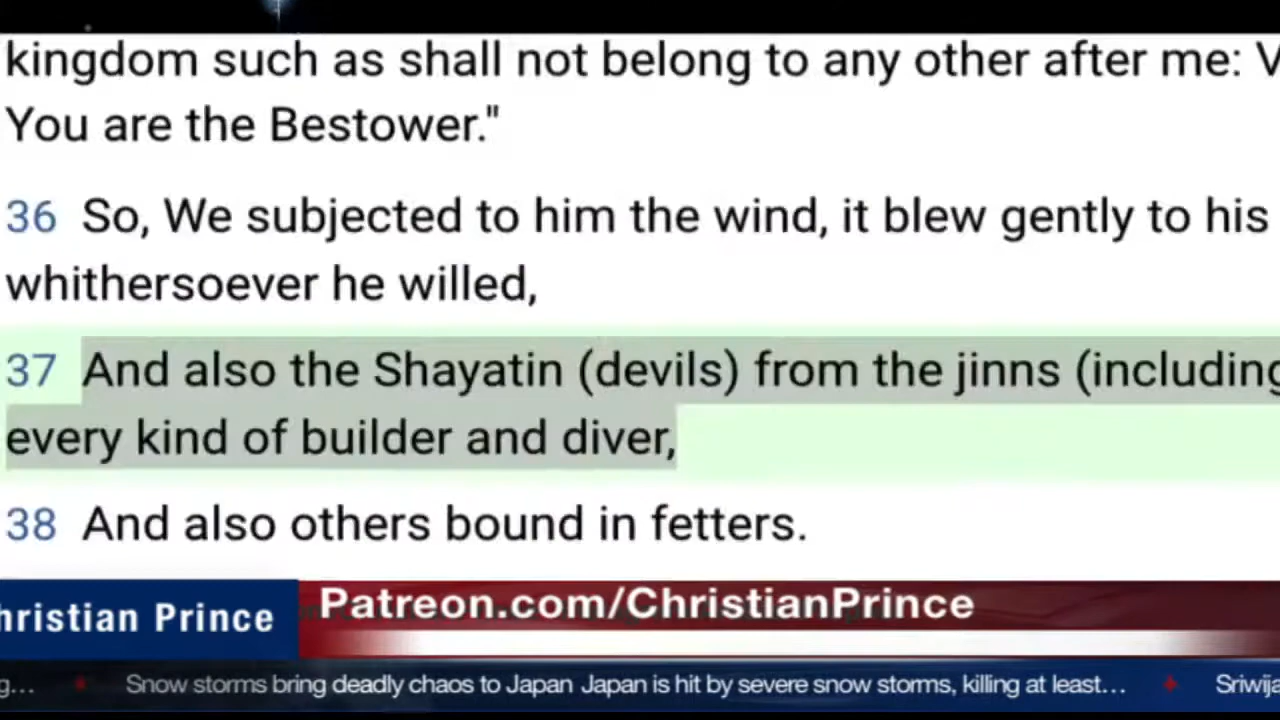 kingdom such as shall not belong to any other after me: V
You are the Bestower."
36 So, We subjected to him the wind, it blew gently to his
whithersoever he willed,
37 And also the Shayatin (devils) from the jinns (including
every kind of builder and diver,
38 And also others bound in fetters.
hristian Prince
Patreon.com/ChristianPrince
g... Snow storms bring deadly chaos to Japan Japan is hit by severe snow storms, killing at least... Sriwija